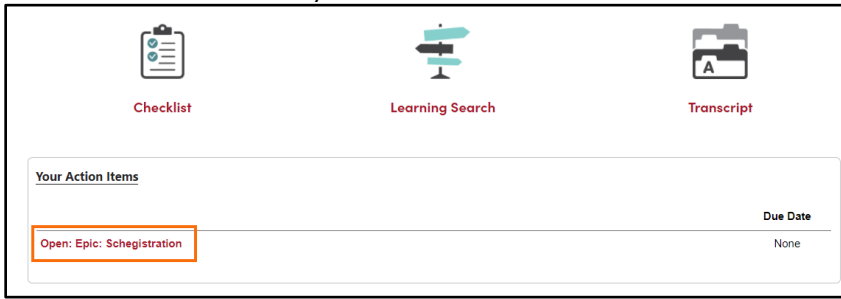 A
Checklist
Learning Search
Transcript
Your Action Items
Due Date
Open: Epic: Schegistration
None